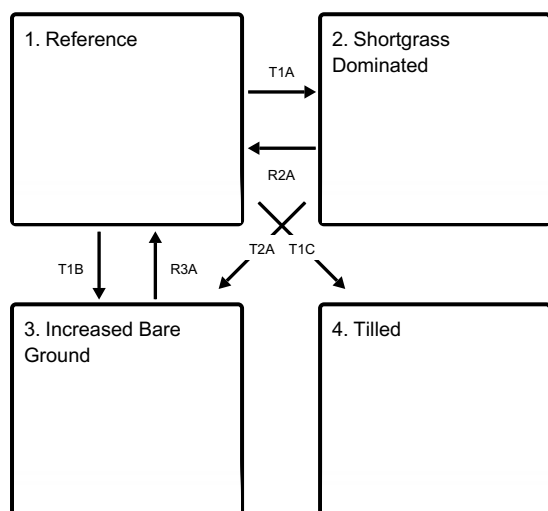 1. Reference
2. Shortgrass
Dominated
T1A
R2A
T2A
T1C
T1B
R3A
3. Increased Bare
Ground
4. Tilled